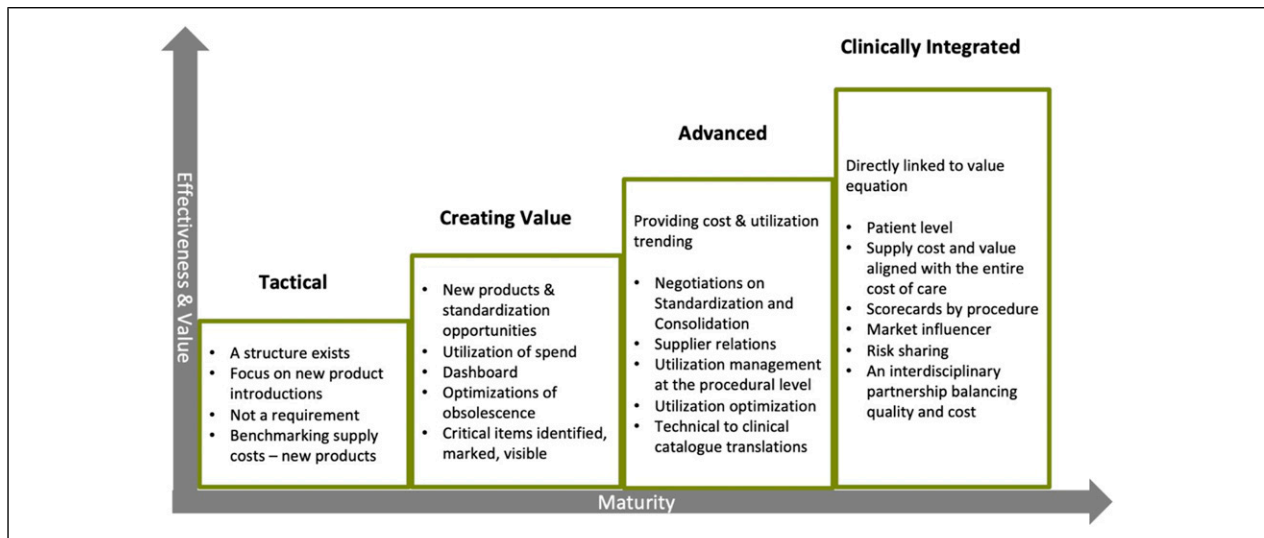 Effectiveness & Value
Tactical
• A structure exists
• Focus on new product
introductions
• Not a requirement
• Benchmarking supply
costs – new products
Creating Value
• New products &
standardization
opportunities
• Utilization of spend
• Dashboard
• Optimizations of
obsolescence
• Critical items identified,
marked, visible
Advanced
Providing cost & utilization
trending
• Negotiations on
Standardization and
Consolidation
• Supplier relations
• Utilization management
at the procedural level
• Utilization optimization
• Technical to clinical
catalogue translations
Clinically Integrated
Directly linked to value
equation
• Patient level
• Supply cost and value
aligned with the entire
cost of care
• Scorecards by procedure
• Market influencer
• Risk sharing
• An interdisciplinary
partnership balancing
quality and cost
Maturity